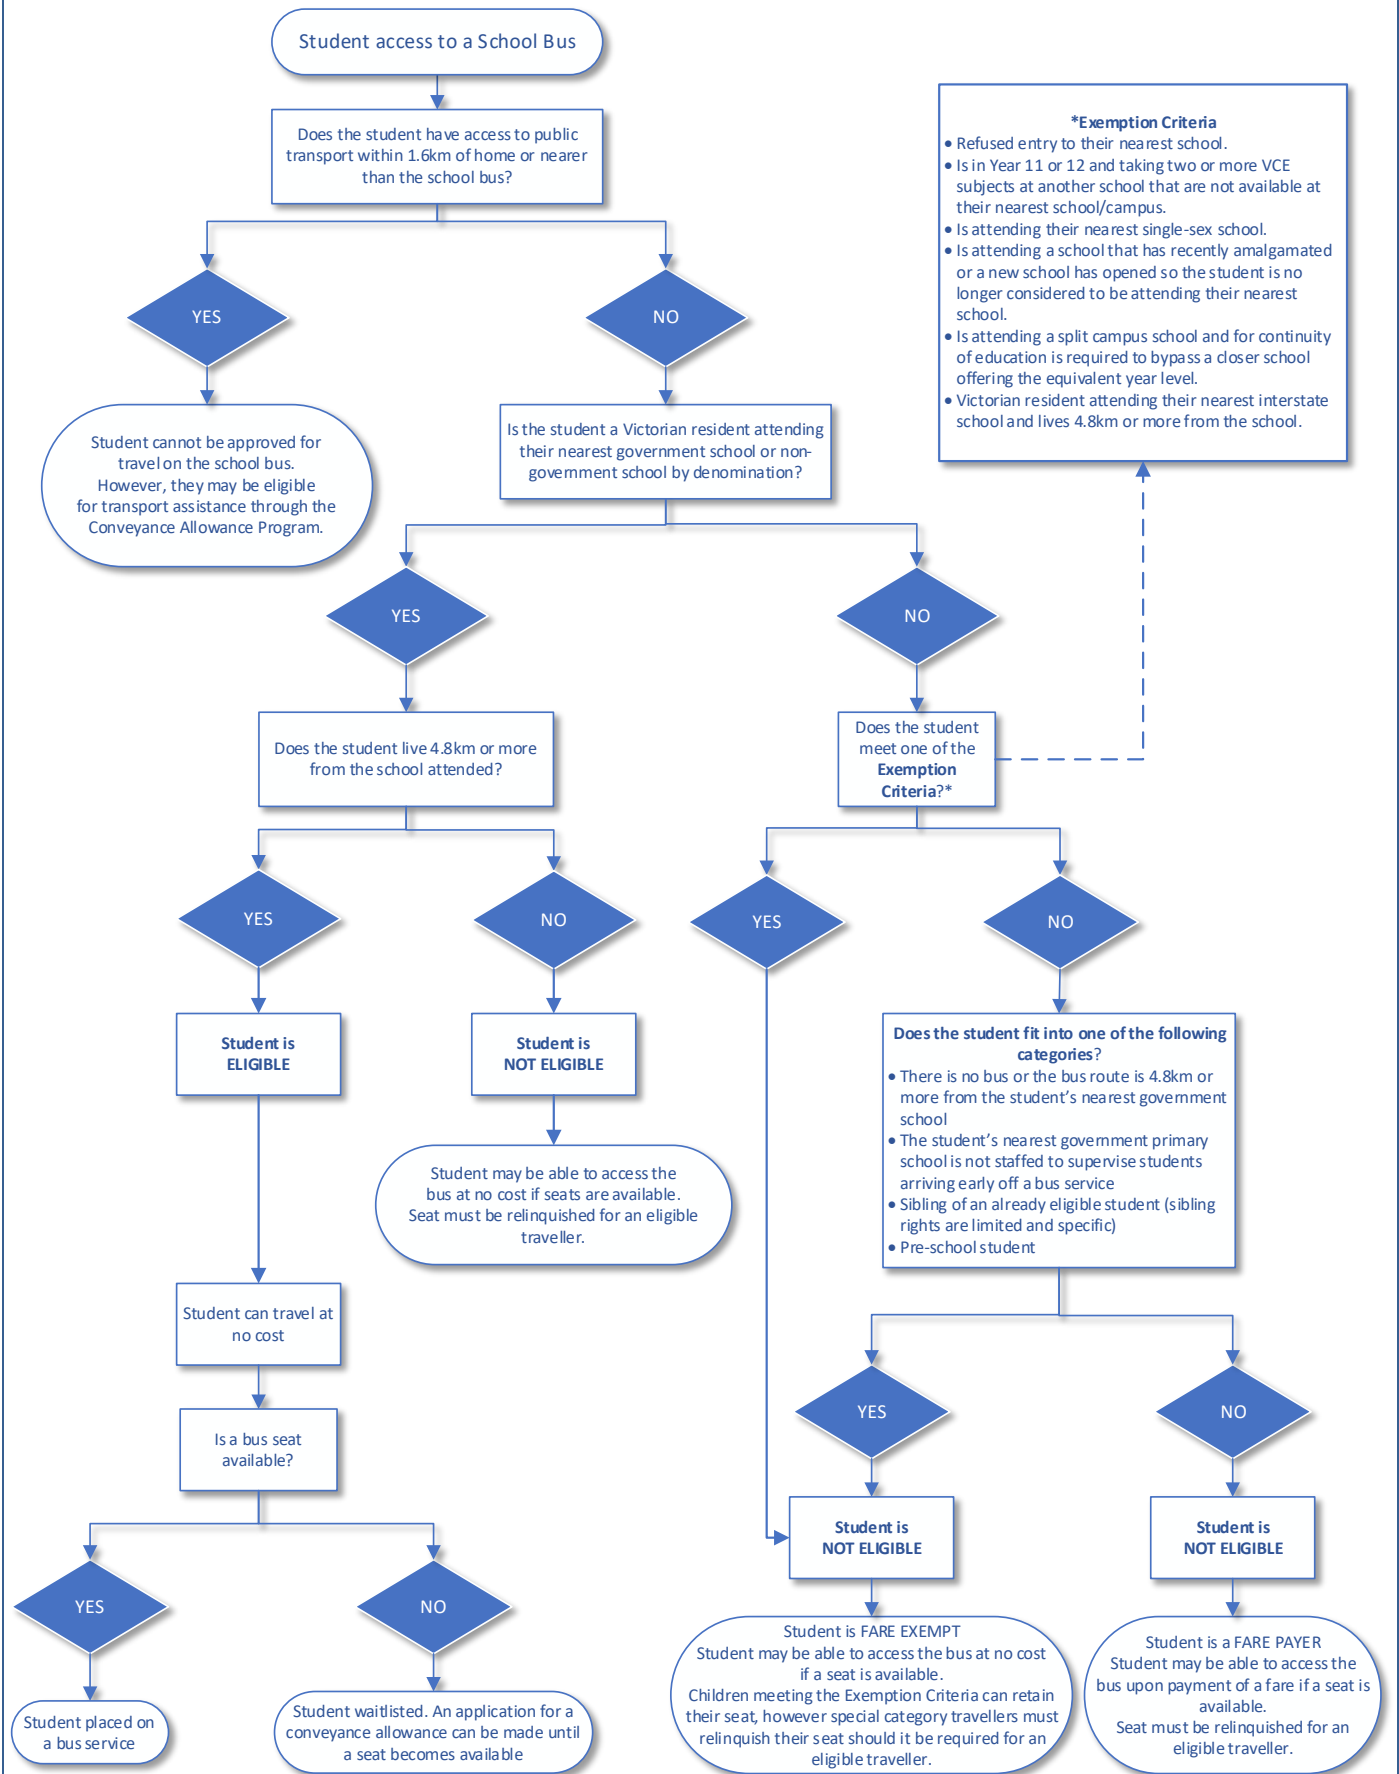 Student access to a School Bus
Does the student have access to public
transport within 1.6km of home or nearer
than the school bus?
*Exemption Criteria
• Refused entry to their nearest school.
• Is in Year 11 or 12 and taking two or more VCE
subjects at another school that are not available at
their nearest school/campus.
• Is attending their nearest single-sex school.
• Is attending a school that has recently amalgamated
or a new school has opened so the student is no
longer considered to be attending their nearest
school.
• Is attending a split campus school and for continuity
of education is required to bypass a closer school
offering the equivalent year level.
• Victorian resident attending their nearest interstate
school and lives 4.8km or more from the school.
YES
NO
Student cannot be approved for
travel on the school bus.
However, they may be eligible
for transport assistance through the
Conveyance Allowance Program.
Is the student a Victorian resident attending
their nearest government school or non-
government school by denomination?
YES
NO
Does the student live 4.8km or more
from the school attended?
Does the student
meet one of the
Exemption
Criteria?*
YES
NO
YES
NO
Student is
ELIGIBLE
Student is
NOT ELIGIBLE
Does the student fit into one of the following
categories?
• There is no bus or the bus route is 4.8km or
more from the student's nearest government
school
• The student's nearest government primary
school is not staffed to supervise students
arriving early off a bus service
• Sibling of an already eligible student (sibling
rights are limited and specific)
• Pre-school student
Student may be able to access the
bus at no cost if seats are available.
Seat must be relinquished for an eligible
traveller.
Student can travel at
no cost
Is a bus seat
available?
YES
NO
YES
NO
Student is
NOT ELIGIBLE
Student is
NOT ELIGIBLE
Student placed on
a bus service
Student waitlisted. An application for a
conveyance allowance can be made until
a seat becomes available
Student is FARE EXEMPT
Student may be able to access the bus at no cost
if a seat is available.
Children meeting the Exemption Criteria can retain
their seat, however special category travellers must
relinquish their seat should it be required for an
eligible traveller.
Student is a FARE PAYER
Student may be able to access the
bus upon payment of a fare if a seat is
available.
Seat must be relinquished for an
eligible traveller.